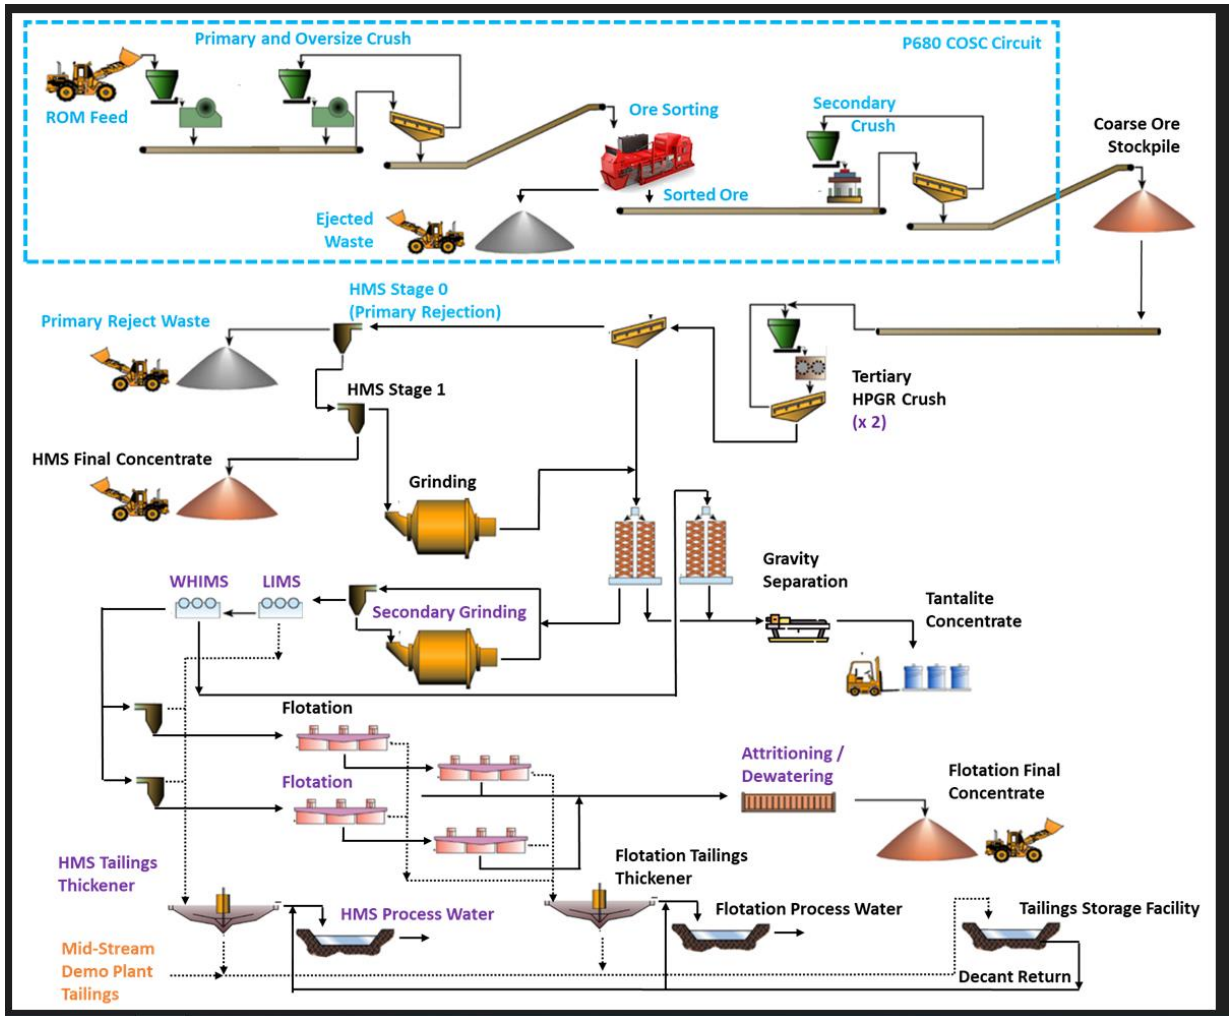 Primary and Oversize Crush
P680 COSC Circuit
ROM Feed
Ore Sorting
Secondary
Crush
Coarse Ore
Stockpile
Sorted Ore
Ejected
Waste
HMS Stage 0
(Primary Rejection)
Primary Reject Waste
HMS Stage 1
Tertiary
HPGR Crush
(x 2)
HMS Final Concentrate
Grinding
Gravity
Separation
WHIMS
LIMS
Secondary Grinding
Tantalite
Concentrate
Flotation
Flotation
Attritioning /
Dewatering
Flotation Final
Concentrate
HMS Tailings
Thickener
Flotation Tailings
Thickener
HMS Process Water
Flotation Process Water
Tailings Storage Facility
Mid-Stream
Demo Plant
Tailings
Decant Return